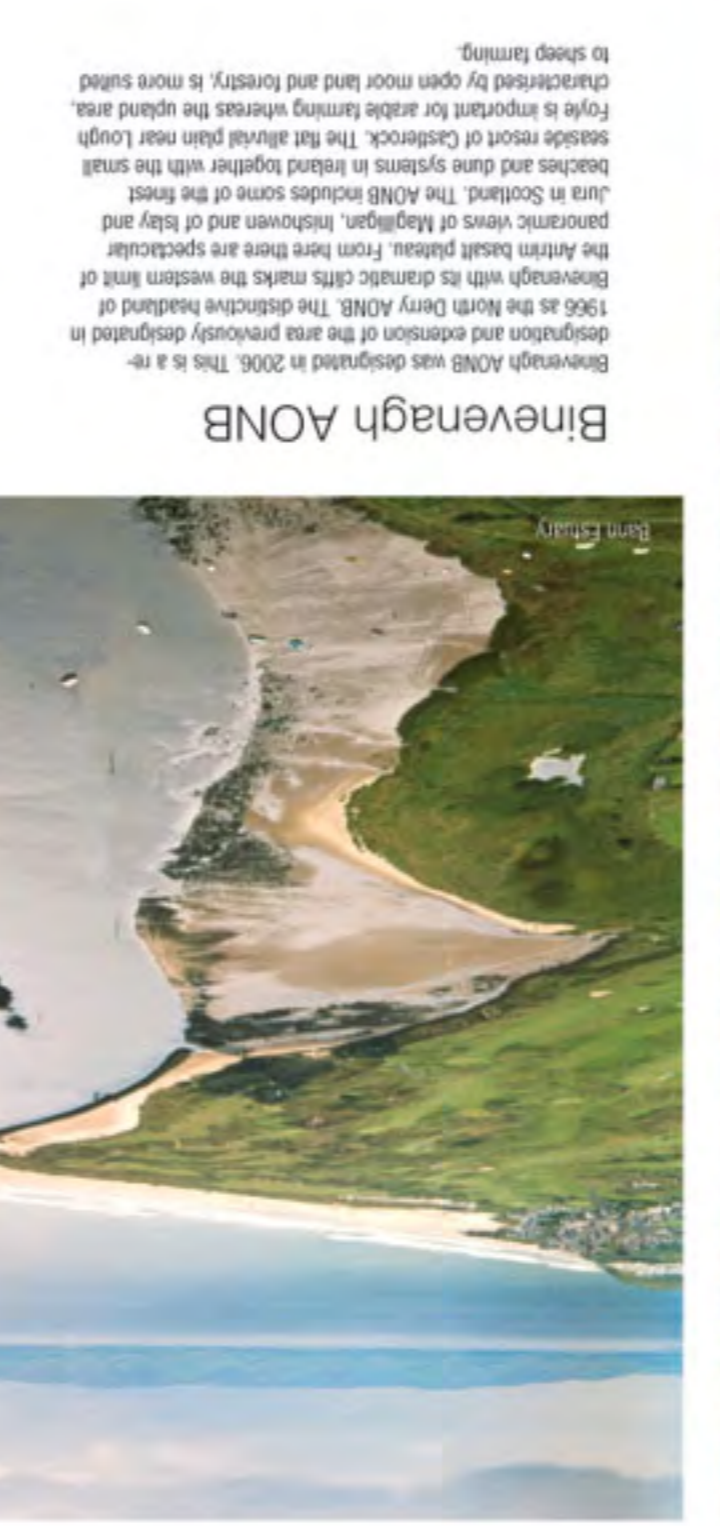 Bann Estuary
Binevenagh AONB
Binevenagh AONB was designated in 2006. This is a re-
designation and extension of the area previously designated in
1966 as the North Derry AONB. The distinctive headland of
Binevenagh with its dramatic cliffs marks the western limit of
the Antrim basalt plateau. From here there are spectacular
panoramic views of Magilligan, Inishowen and of Islay and
Jura in Scotland. The AONB includes some of the finest
beaches and dune systems in Ireland together with the small
seaside resort of Castlerock. The flat alluvial plain near Lough
Foyle is important for arable farming whereas the upland area,
characterised by open moor land and forestry, is more suited
to sheep farming.